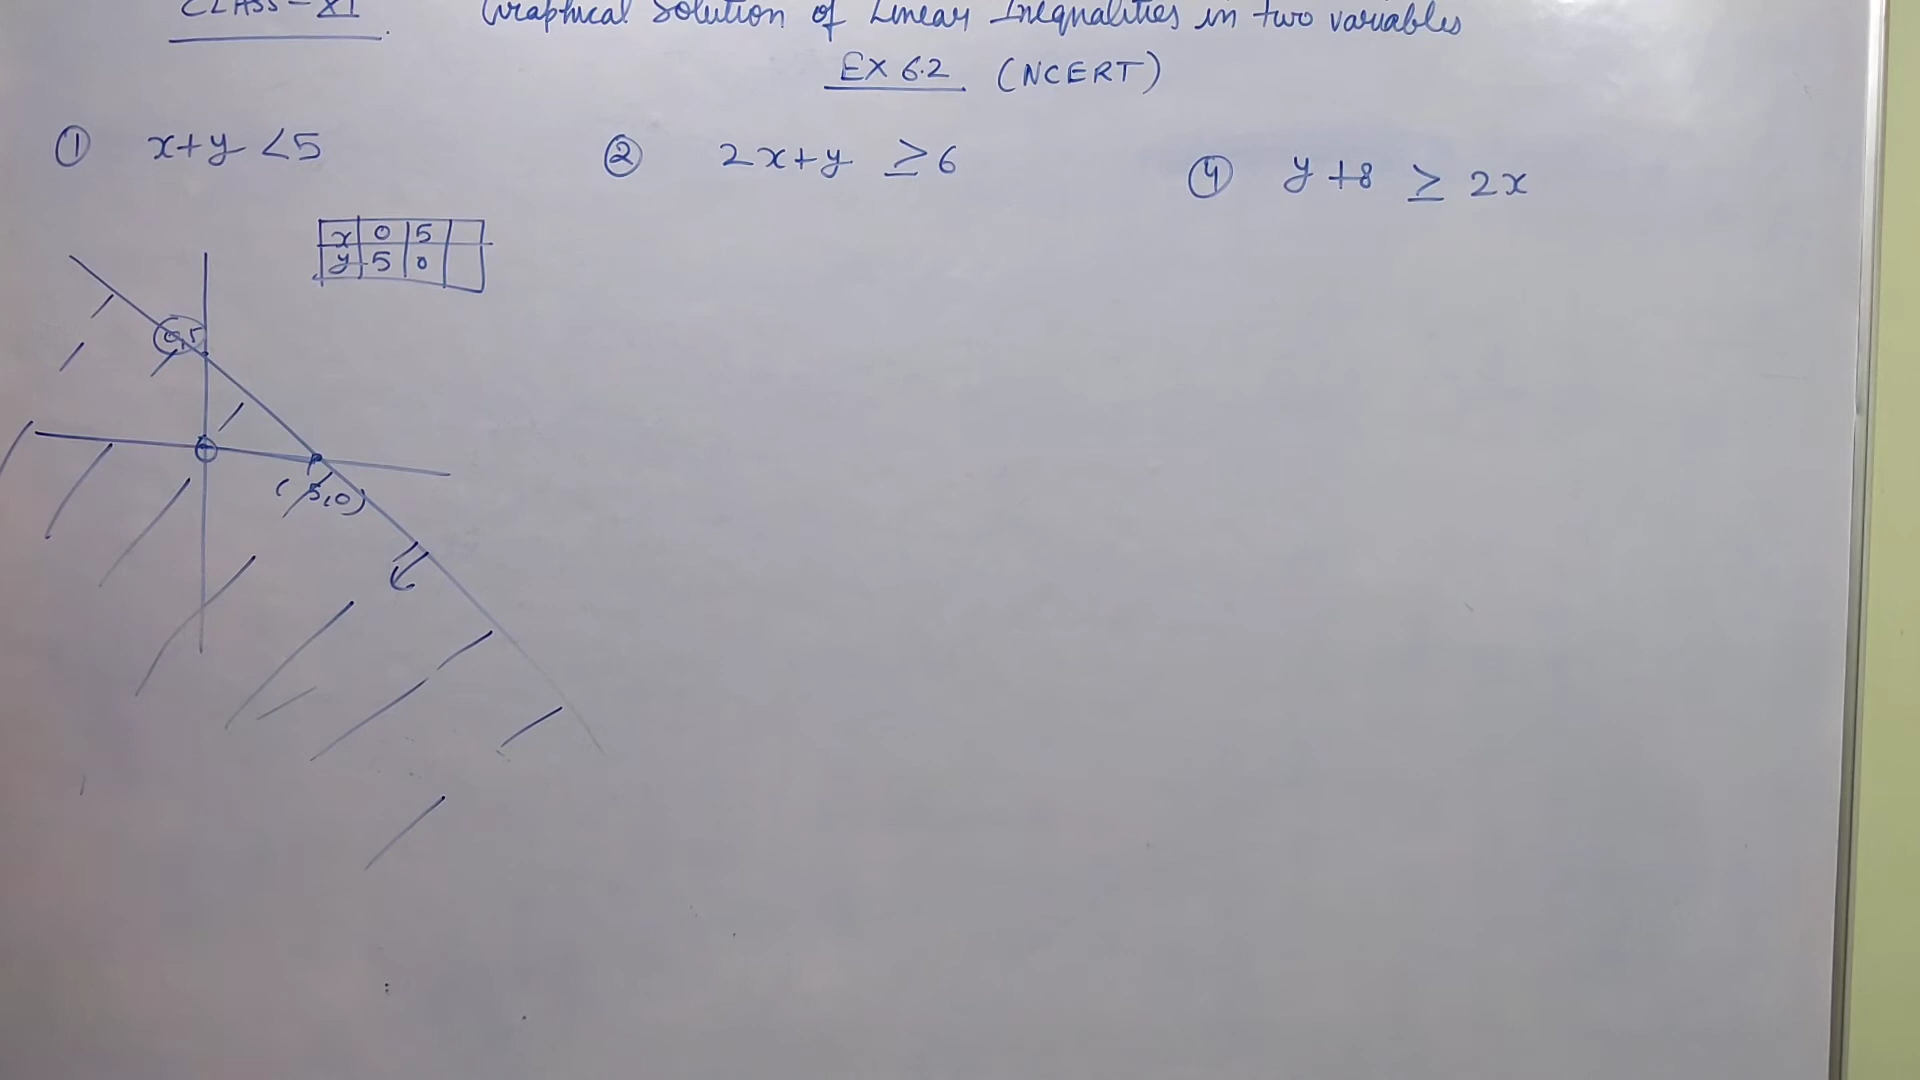 CLASS-XI Graphical Solution of Linear Inequalities in two variables
EX 6.2 (NCERT)
① x+y <5
② 2x+y ≥6
④ y+8 ≥ 2x
x 0 5
y 5 0
0,5
(5,0)